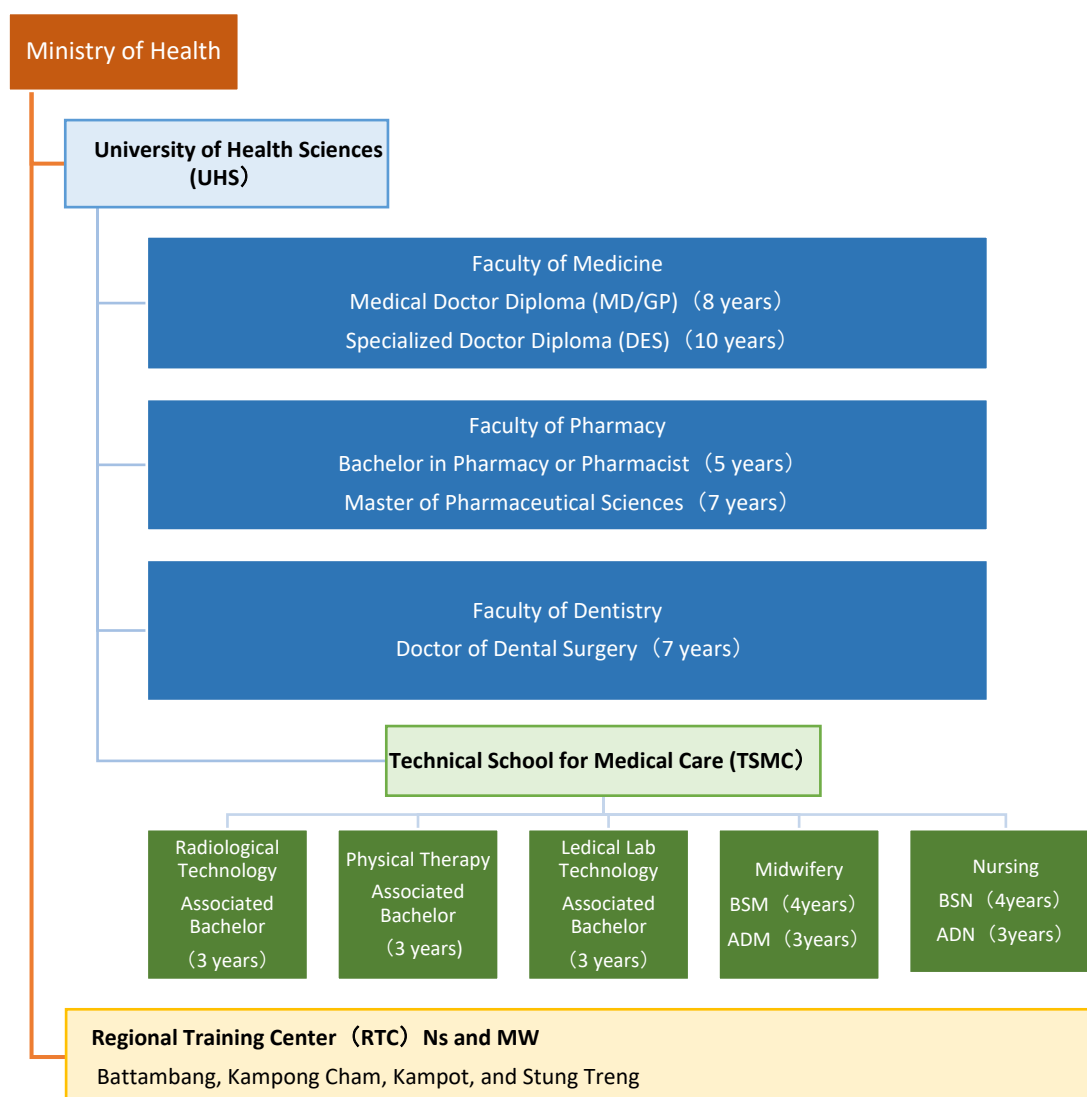 Ministry of Health
University of Health Sciences
(UHS）
Faculty of Medicine
Medical Doctor Diploma (MD/GP)（8 years）
Specialized Doctor Diploma (DES)（10 years）
Faculty of Pharmacy
Bachelor in Pharmacy or Pharmacist（5 years）
Master of Pharmaceutical Sciences（7 years）
Faculty of Dentistry
Doctor of Dental Surgery（7 years）
Technical School for Medical Care (TSMC）
Radiological
Technology
Associated
Bachelor
（3 years）
Physical Therapy
Associated
Bachelor
（3 years)
Ledical Lab
Technology
Associated
Bachelor
（3 years）
Midwifery
BSM（4years）
ADM（3years）
Nursing
BSN（4years）
ADN（3years）
Regional Training Center（RTC）Ns and MW
Battambang, Kampong Cham, Kampot, and Stung Treng